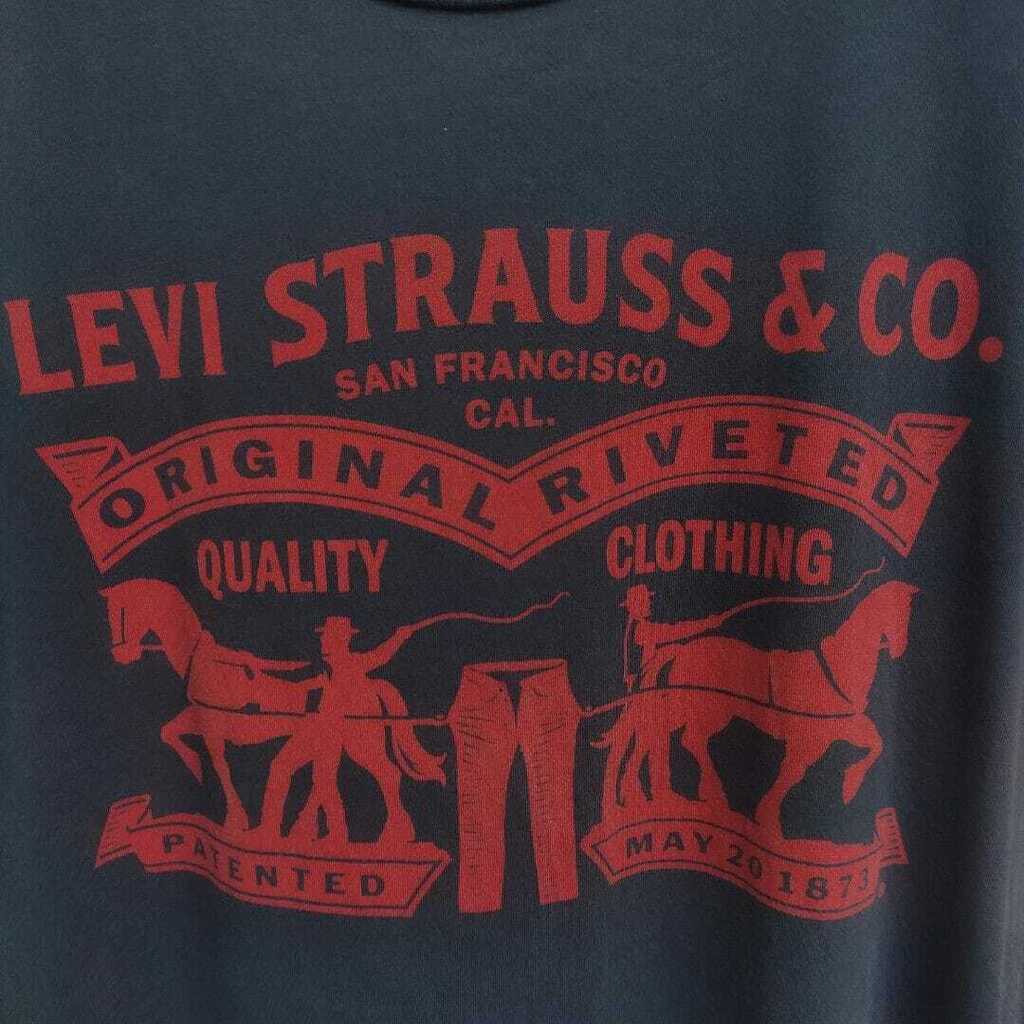 LEVI STRAUSS & CO.
SAN FRANCISCO
CAL.
ORIGINAL RIVETED
QUALITY CLOTHING
PATENTED MAY 20 1873